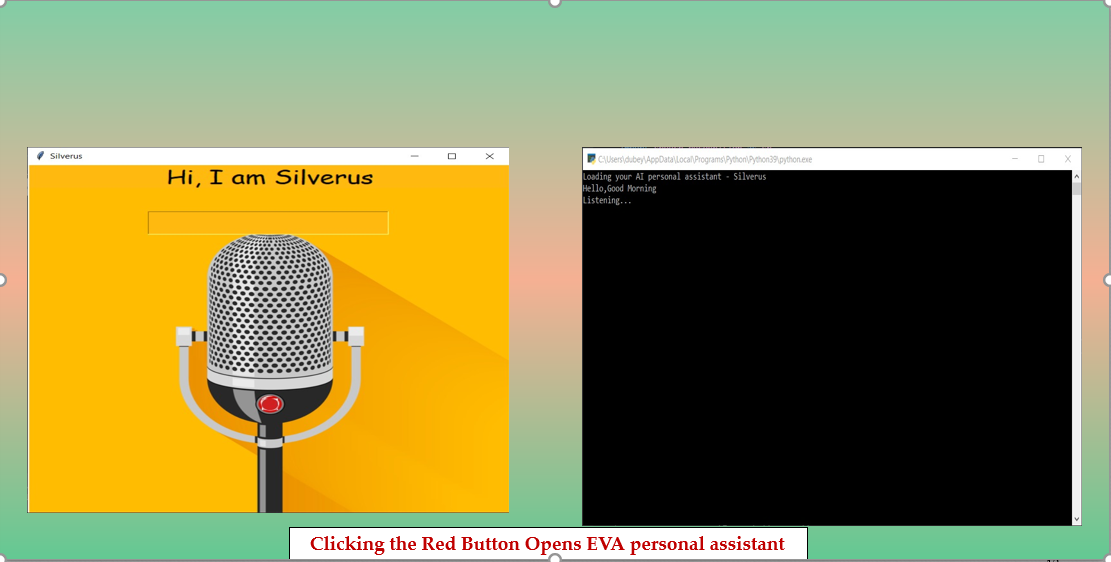 Silverus
Hi, I am Silverus
C:\Users\dubey\AppData\Local\Programs\Python\Python39\python.exe
Loading your AI personal assistant - Silverus
Hello,Good Morning
Listening...
Clicking the Red Button Opens EVA personal assistant